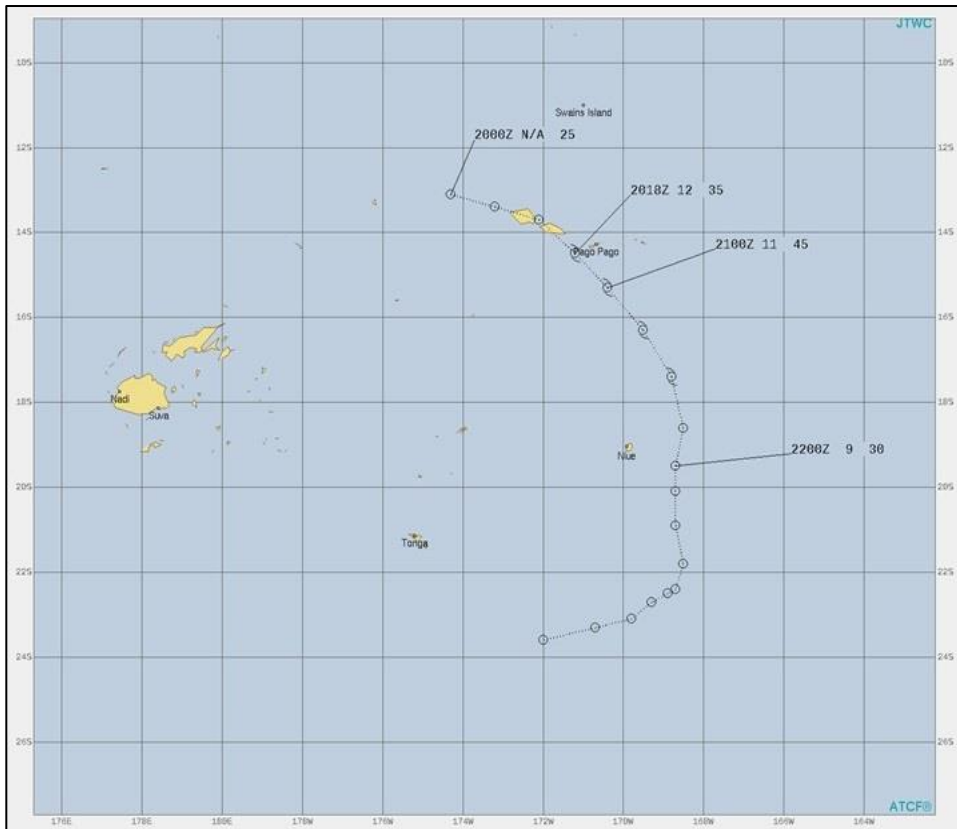 JTWC
10S
10S
Swains Island
2000Z N/A 25
12S
12S
2018Z 12 35
14S
14S
2100Z 11 45
Pago Pago
16S
16S
Nadi
18S
18S
Suva
2200Z 9 30
Niue
20S
20S
Tonga
22S
22S
24S
24S
26S
26S
ATCF®
176E
178E
180E
178W
176W
174W
172W
170W
168W
166W
164W